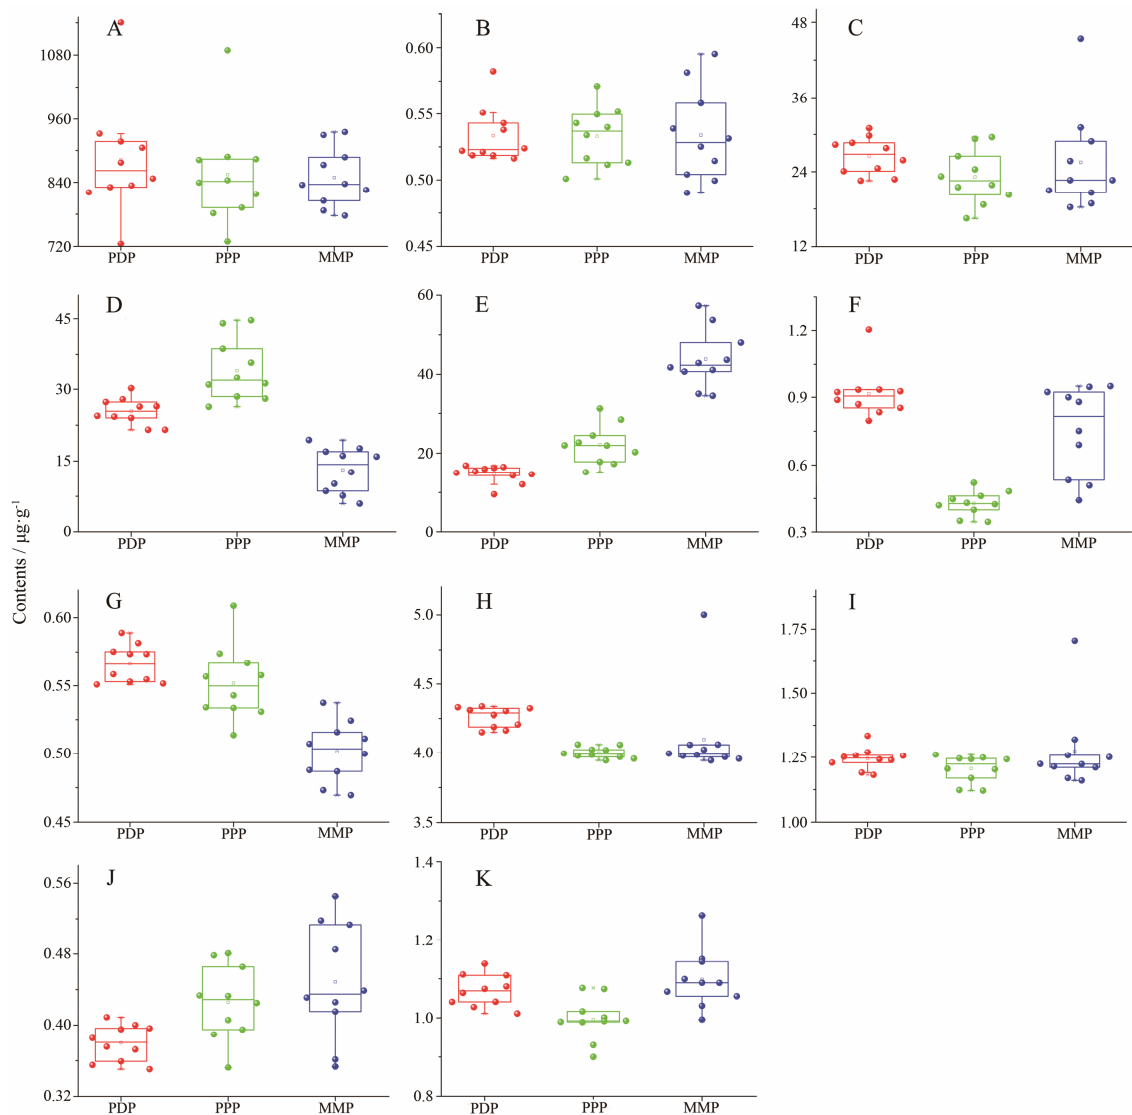 Contents / μg·g⁻¹
A
1080
960
840
720
PDP PPP MMP
B
0.60
0.55
0.50
0.45
PDP PPP MMP
C
48
36
24
12
PDP PPP MMP
D
45
30
15
0
PDP PPP MMP
E
60
40
20
0
PDP PPP MMP
F
1.2
0.9
0.6
0.3
PDP PPP MMP
G
0.60
0.55
0.50
0.45
PDP PPP MMP
H
5.0
4.5
4.0
3.5
PDP PPP MMP
I
1.75
1.50
1.25
1.00
PDP PPP MMP
J
0.56
0.48
0.40
0.32
PDP PPP MMP
K
1.4
1.2
1.0
0.8
PDP PPP MMP